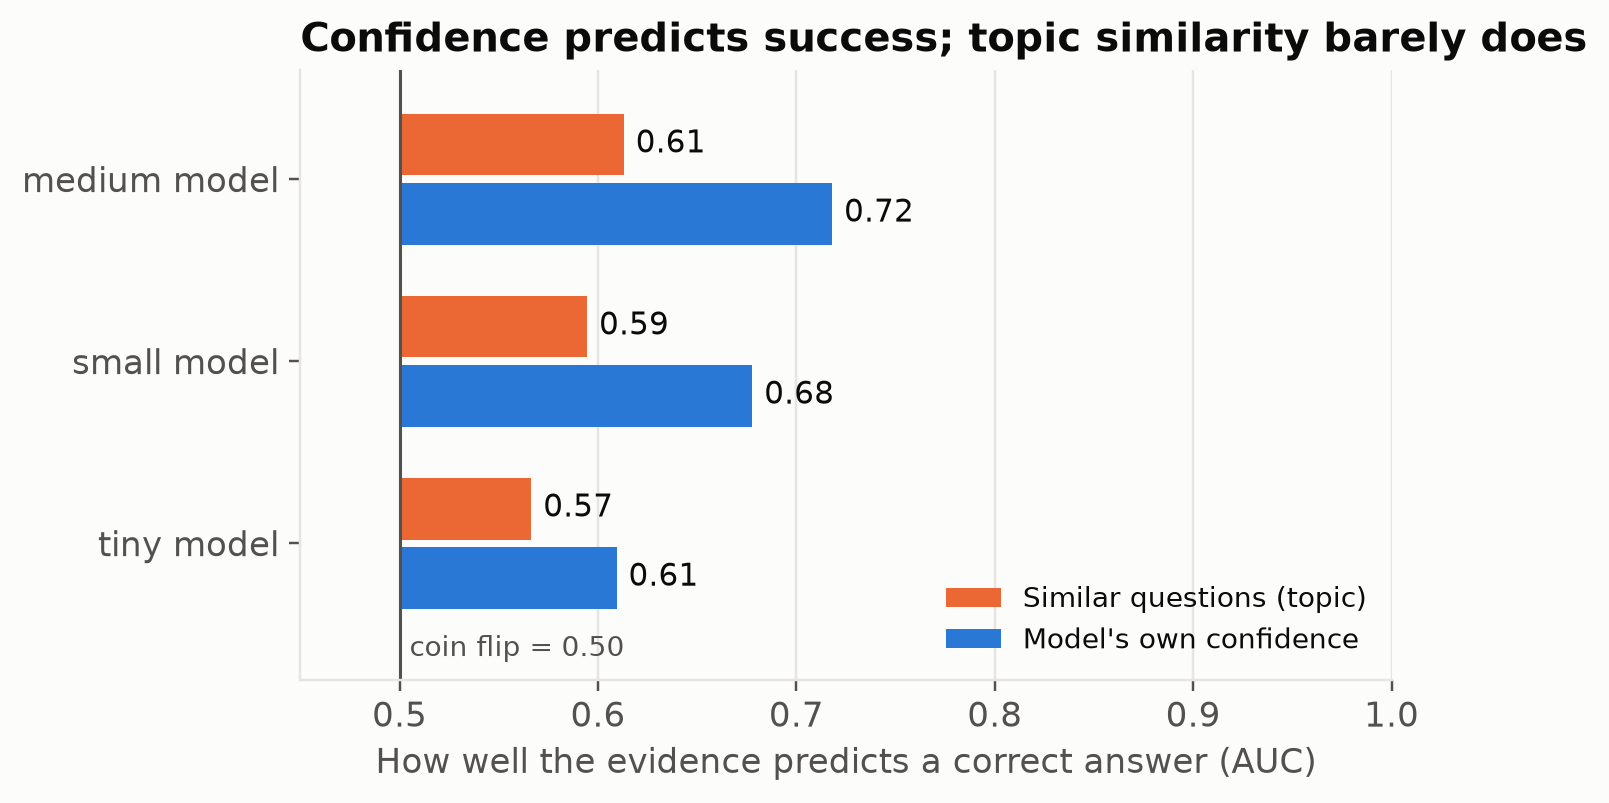 Confidence predicts success; topic similarity barely does
medium model
0.61
0.72
small model
0.59
0.68
tiny model
0.57
0.61
coin flip = 0.50
Similar questions (topic)
Model's own confidence
0.5 0.6 0.7 0.8 0.9 1.0
How well the evidence predicts a correct answer (AUC)